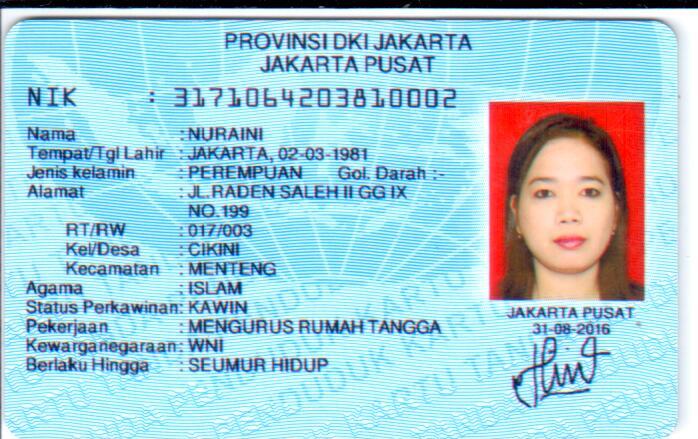 PROVINSI DKI JAKARTA
JAKARTA PUSAT
NIK : 3171064203810002
Nama : NURAINI
Tempat/Tgl Lahir : JAKARTA, 02-03-1981
Jenis kelamin : PEREMPUAN Gol. Darah :-
Alamat : JL.RADEN SALEH II GG IX
NO.199
RT/RW : 017/003
Kel/Desa : CIKINI
Kecamatan : MENTENG
Agama : ISLAM
Status Perkawinan: KAWIN
Pekerjaan : MENGURUS RUMAH TANGGA
Kewarganegaraan: WNI
Berlaku Hingga : SEUMUR HIDUP
JAKARTA PUSAT
31-08-2016